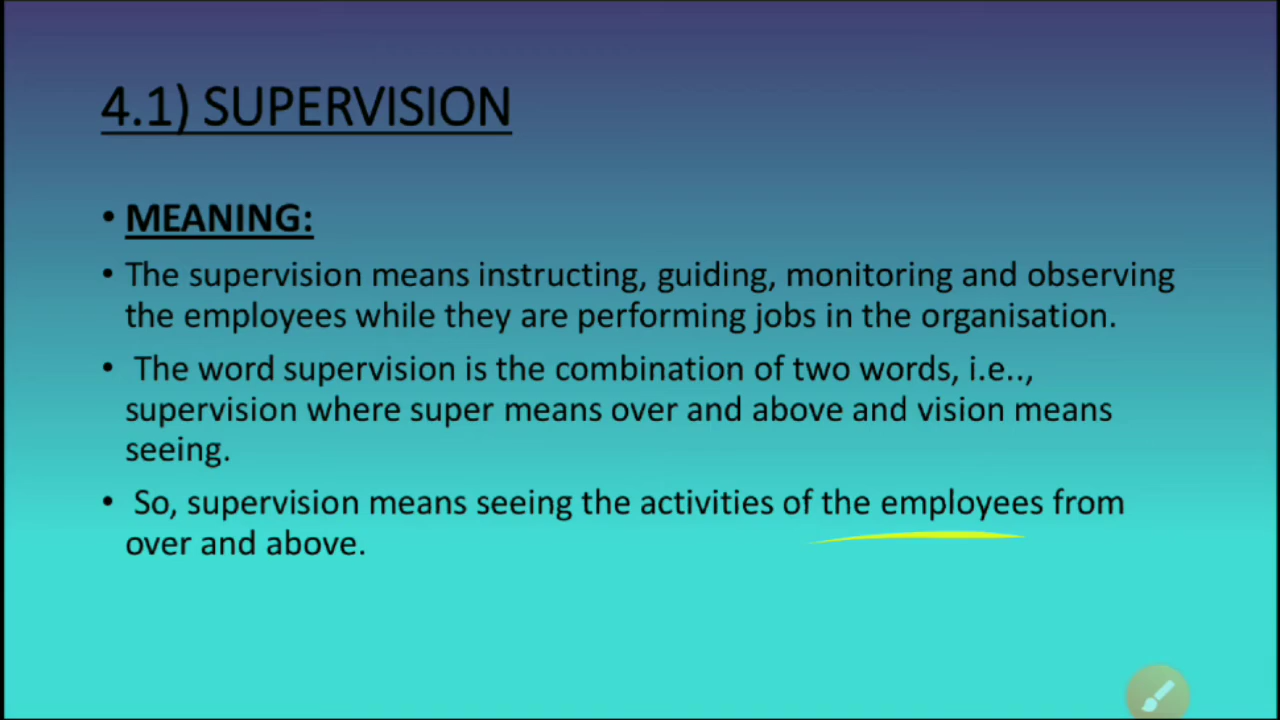 4.1) SUPERVISION
• MEANING:
• The supervision means instructing, guiding, monitoring and observing
the employees while they are performing jobs in the organisation.
• The word supervision is the combination of two words, i.e..,
supervision where super means over and above and vision means
seeing.
• So, supervision means seeing the activities of the employees from
over and above.